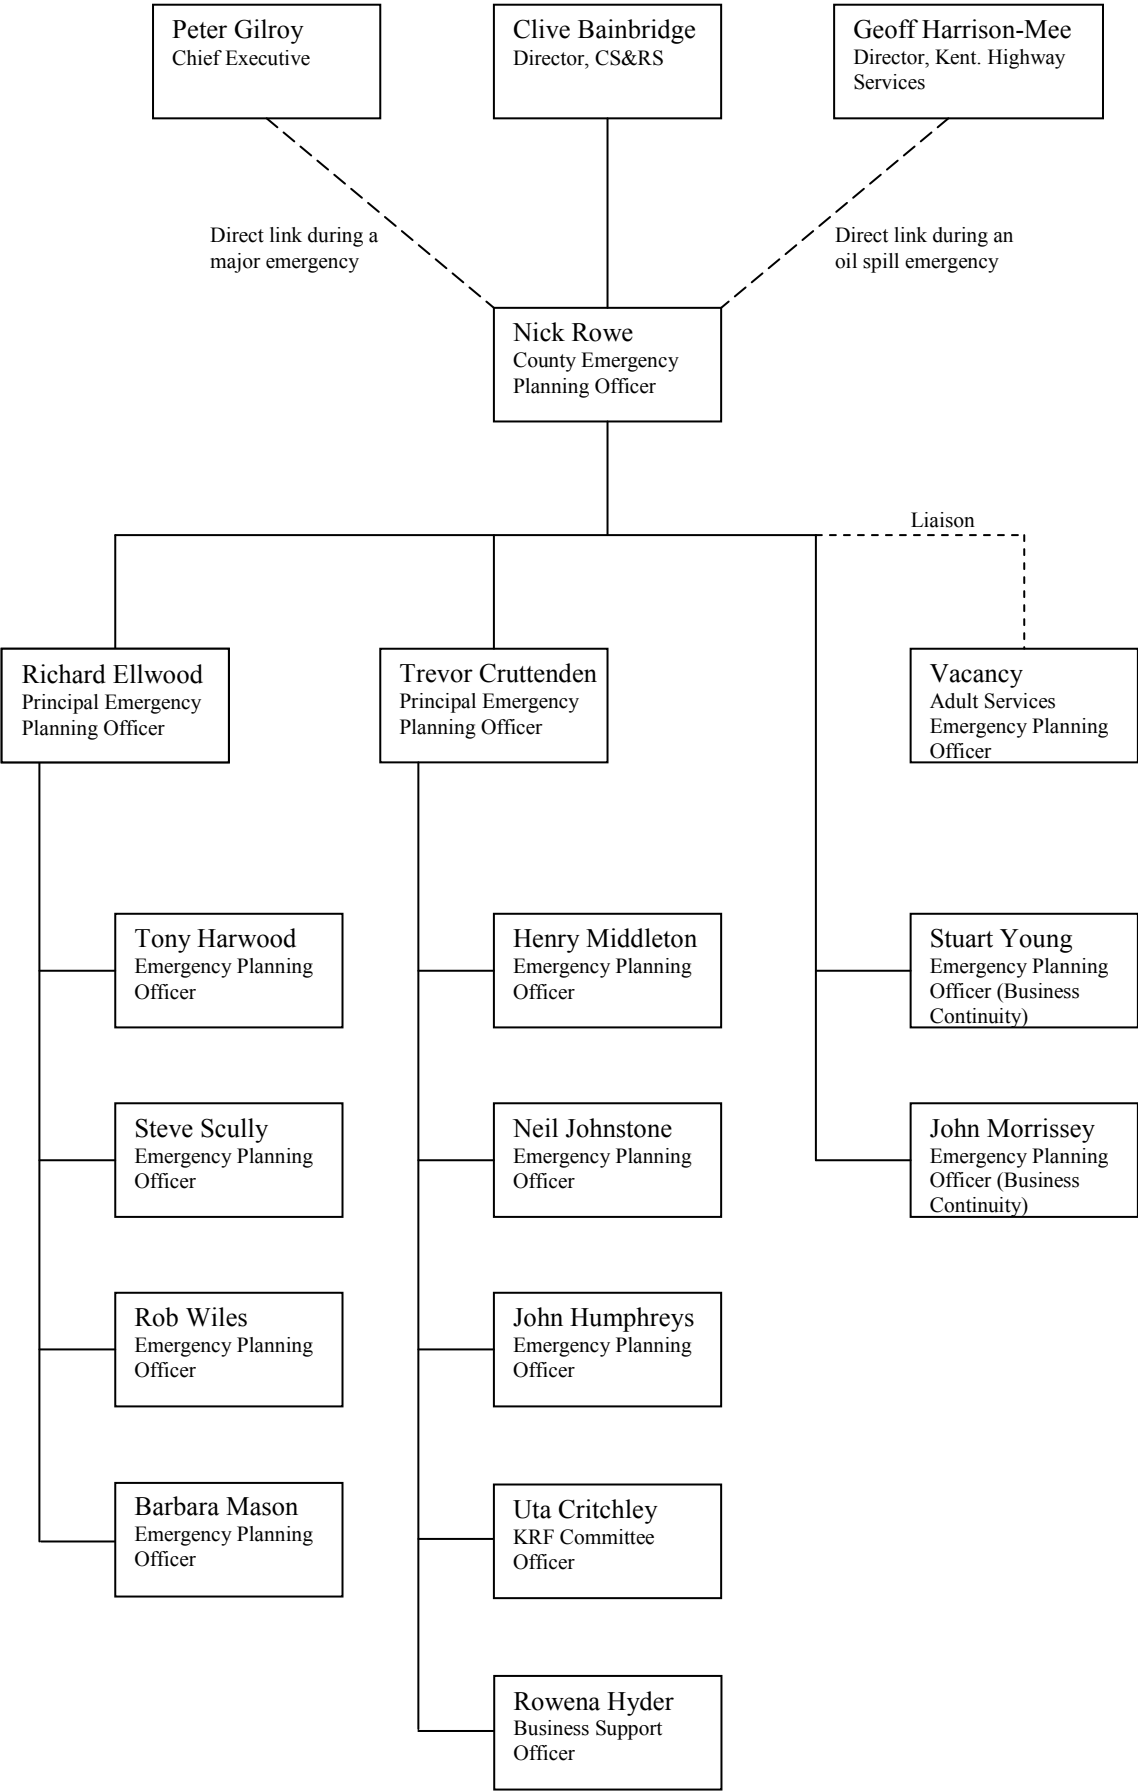 Peter Gilroy
Chief Executive
Clive Bainbridge
Director, CS&RS
Geoff Harrison-Mee
Director, Kent. Highway
Services
Direct link during a
major emergency
Direct link during an
oil spill emergency
Nick Rowe
County Emergency
Planning Officer
Liaison
Richard Ellwood
Principal Emergency
Planning Officer
Trevor Cruttenden
Principal Emergency
Planning Officer
Vacancy
Adult Services
Emergency Planning
Officer
Tony Harwood
Emergency Planning
Officer
Henry Middleton
Emergency Planning
Officer
Stuart Young
Emergency Planning
Officer (Business
Continuity)
Steve Scully
Emergency Planning
Officer
Neil Johnstone
Emergency Planning
Officer
John Morrissey
Emergency Planning
Officer (Business
Continuity)
Rob Wiles
Emergency Planning
Officer
John Humphreys
Emergency Planning
Officer
Barbara Mason
Emergency Planning
Officer
Uta Critchley
KRF Committee
Officer
Rowena Hyder
Business Support
Officer